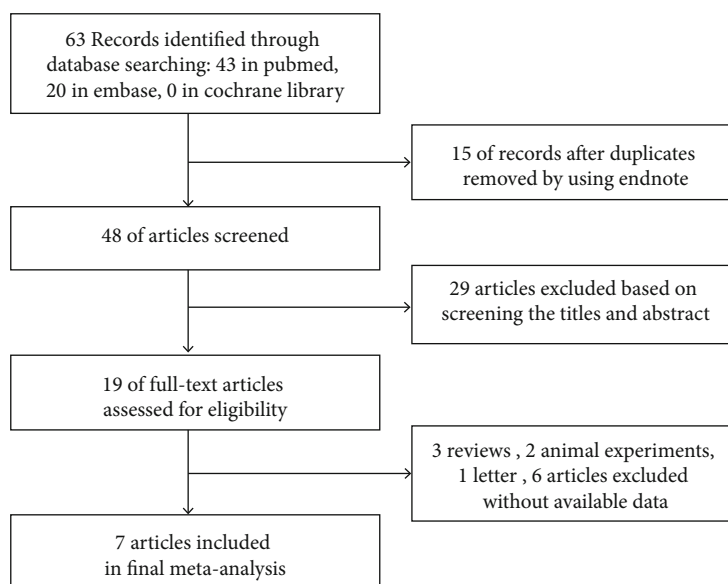 63 Records identified through
database searching: 43 in pubmed,
20 in embase, 0 in cochrane library
15 of records after duplicates
removed by using endnote
48 of articles screened
29 articles excluded based on
screening the titles and abstract
19 of full-text articles
assessed for eligibility
3 reviews , 2 animal experiments,
1 letter , 6 articles excluded
without available data
7 articles included
in final meta-analysis